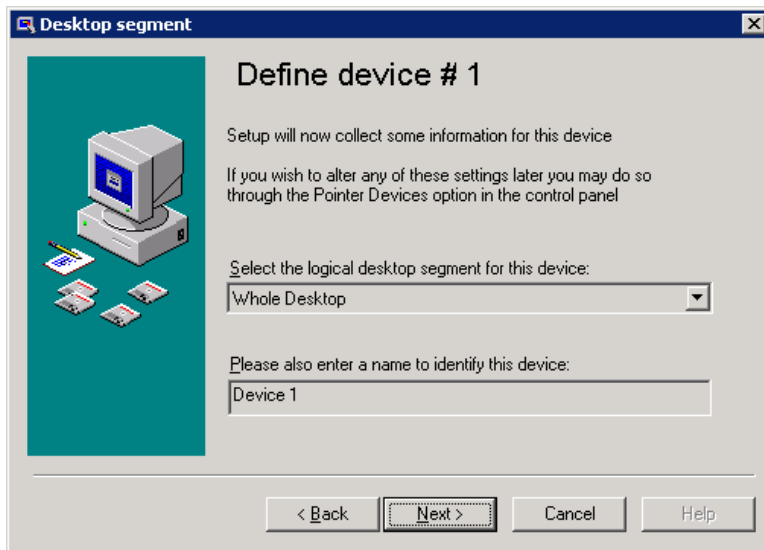 Desktop segment
Define device # 1
Setup will now collect some information for this device
If you wish to alter any of these settings later you may do so
through the Pointer Devices option in the control panel
Select the logical desktop segment for this device:
Whole Desktop
Please also enter a name to identify this device:
Device 1
< Back
Next >
Cancel
Help